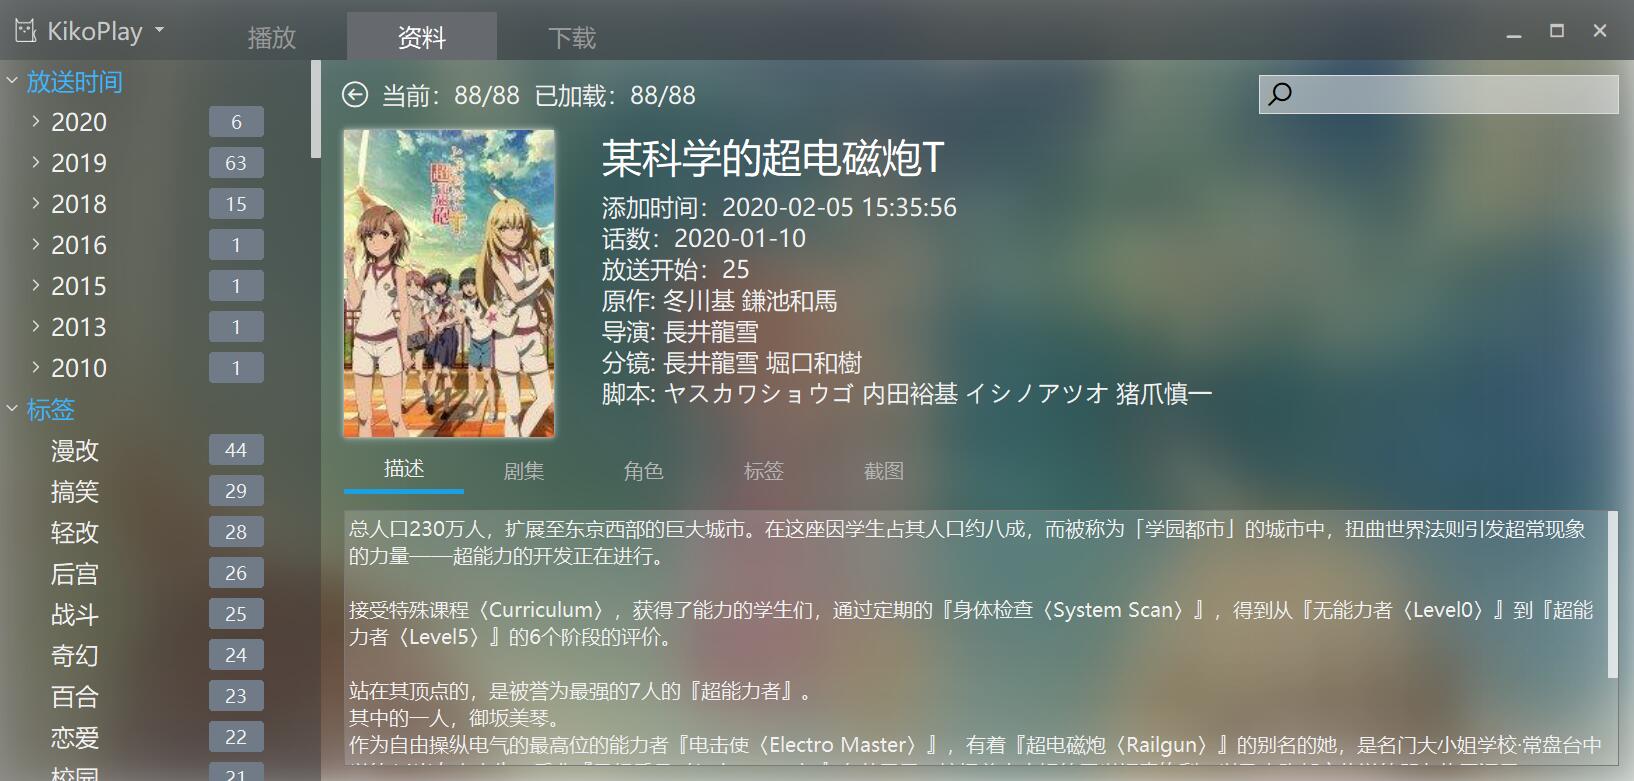 KikoPlay
播放
资料
下载
放送时间
2020 6
2019 63
2018 15
2016 1
2015 1
2013 1
2010 1
标签
漫改 44
搞笑 29
轻改 28
后宫 26
战斗 25
奇幻 24
百合 23
恋爱 22
校园 21
当前：88/88 已加载：88/88
某科学的超电磁炮T
添加时间：2020-02-05 15:35:56
话数：2020-01-10
放送开始：25
原作: 冬川基 鎌池和馬
导演: 長井龍雪
分镜: 長井龍雪 堀口和樹
脚本: ヤスカワショウゴ 内田裕基 イシノアツオ 猪爪慎一
描述
剧集
角色
标签
截图
总人口230万人，扩展至东京西部的巨大城市。在这座因学生占其人口约八成，而被称为「学园都市」的城市中，扭曲世界法则引发超常现象
的力量——超能力的开发正在进行。
接受特殊课程〈Curriculum〉，获得了能力的学生们，通过定期的『身体检查〈System Scan〉』，得到从『无能力者〈Level0〉』到『超能
力者〈Level5〉』的6个阶段的评价。
站在其顶点的，是被誉为最强的7人的『超能力者』。
其中的一人，御坂美琴。
作为自由操纵电气的最高位的能力者『电击使〈Electro Master〉』，有着『超电磁炮〈Railgun〉』的别名的她，是名门大小姐学校·常盘台中